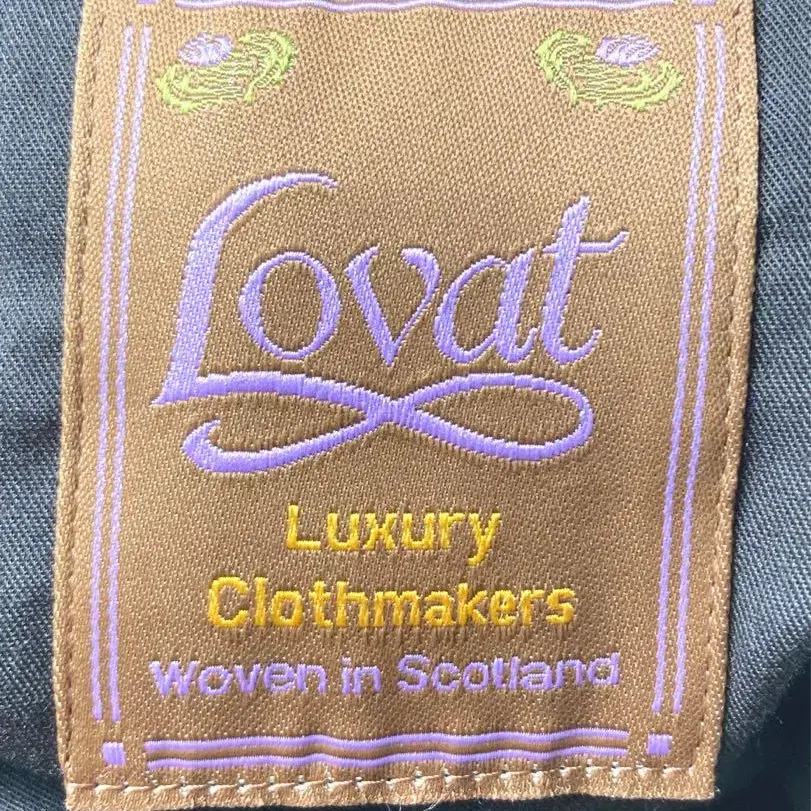 Lovat
Luxury
Clothmakers
Woven in Scotland